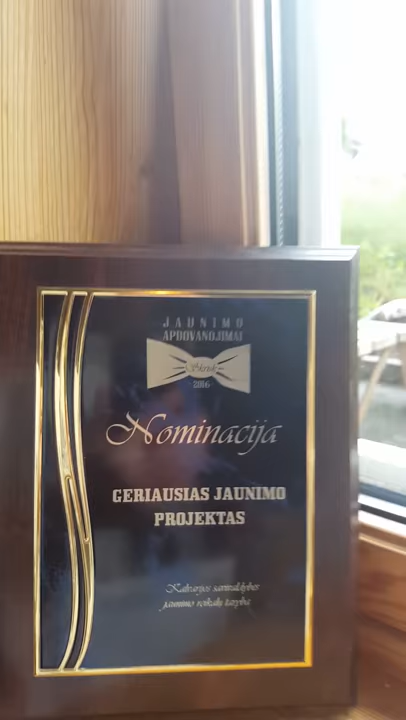 JAUNIMO
APDOVANOJIMAI
2016
Nominacija
GERIAUSIAS JAUNIMO
PROJEKTAS
Kalvarijos savivaldybės
jaunimo reikalų taryba